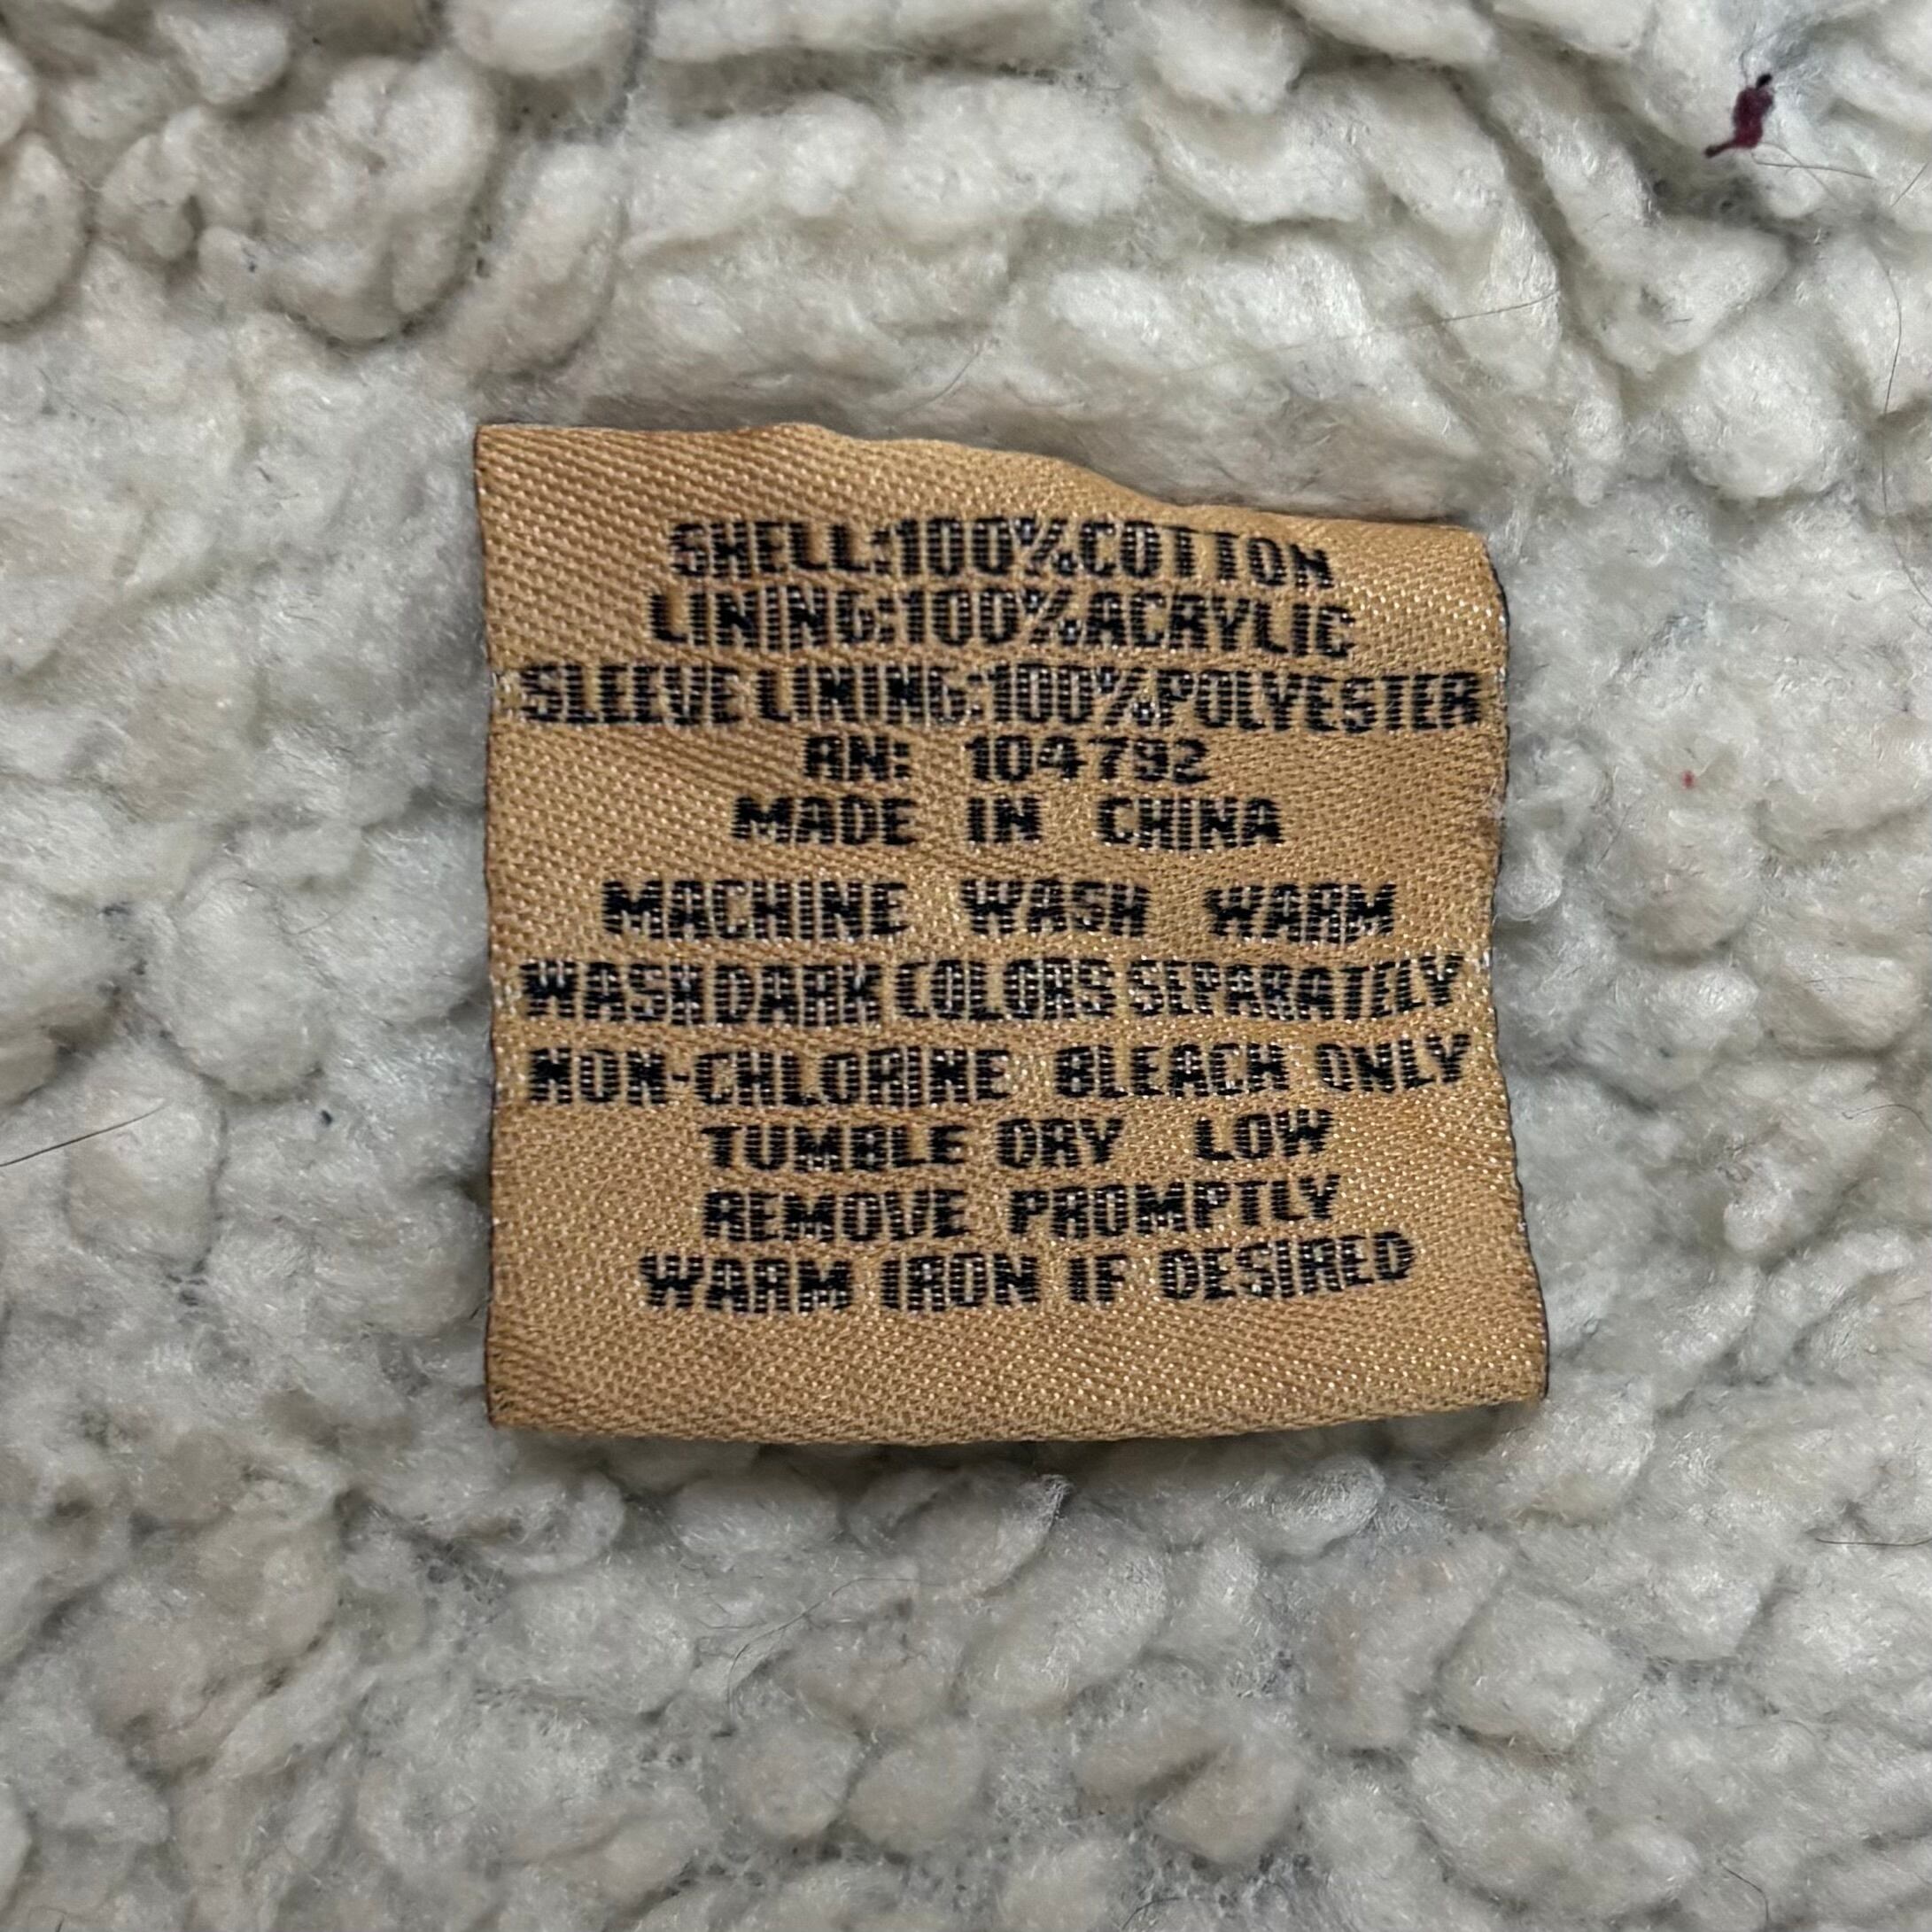 SHELL:100%COTTON
LINING:100%ACRYLIC
SLEEVE LINING:100%POLYESTER
RN: 104792
MADE IN CHINA
MACHINE WASH WARM
WASH DARK COLORS SEPARATELY
NON-CHLORINE BLEACH ONLY
TUMBLE DRY LOW
REMOVE PROMPTLY
WARM IRON IF DESIRED